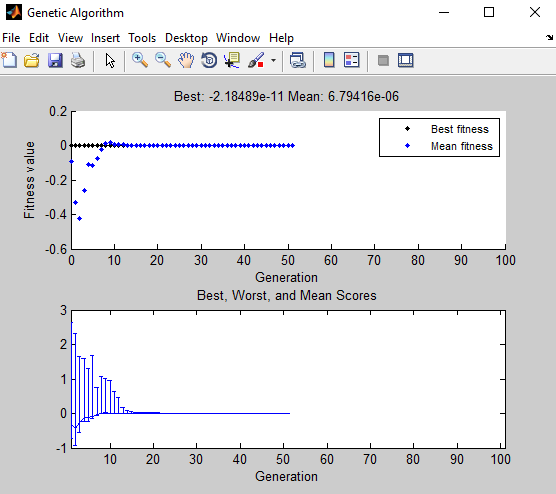 Genetic Algorithm
File Edit View Insert Tools Desktop Window Help
Best: -2.18489e-11 Mean: 6.79416e-06
0.2
0
-0.2
-0.4
-0.6
Fitness value
Best fitness
Mean fitness
0 10 20 30 40 50 60 70 80 90 100
Generation
Best, Worst, and Mean Scores
3
2
1
0
-1
10 20 30 40 50 60 70 80 90 100
Generation